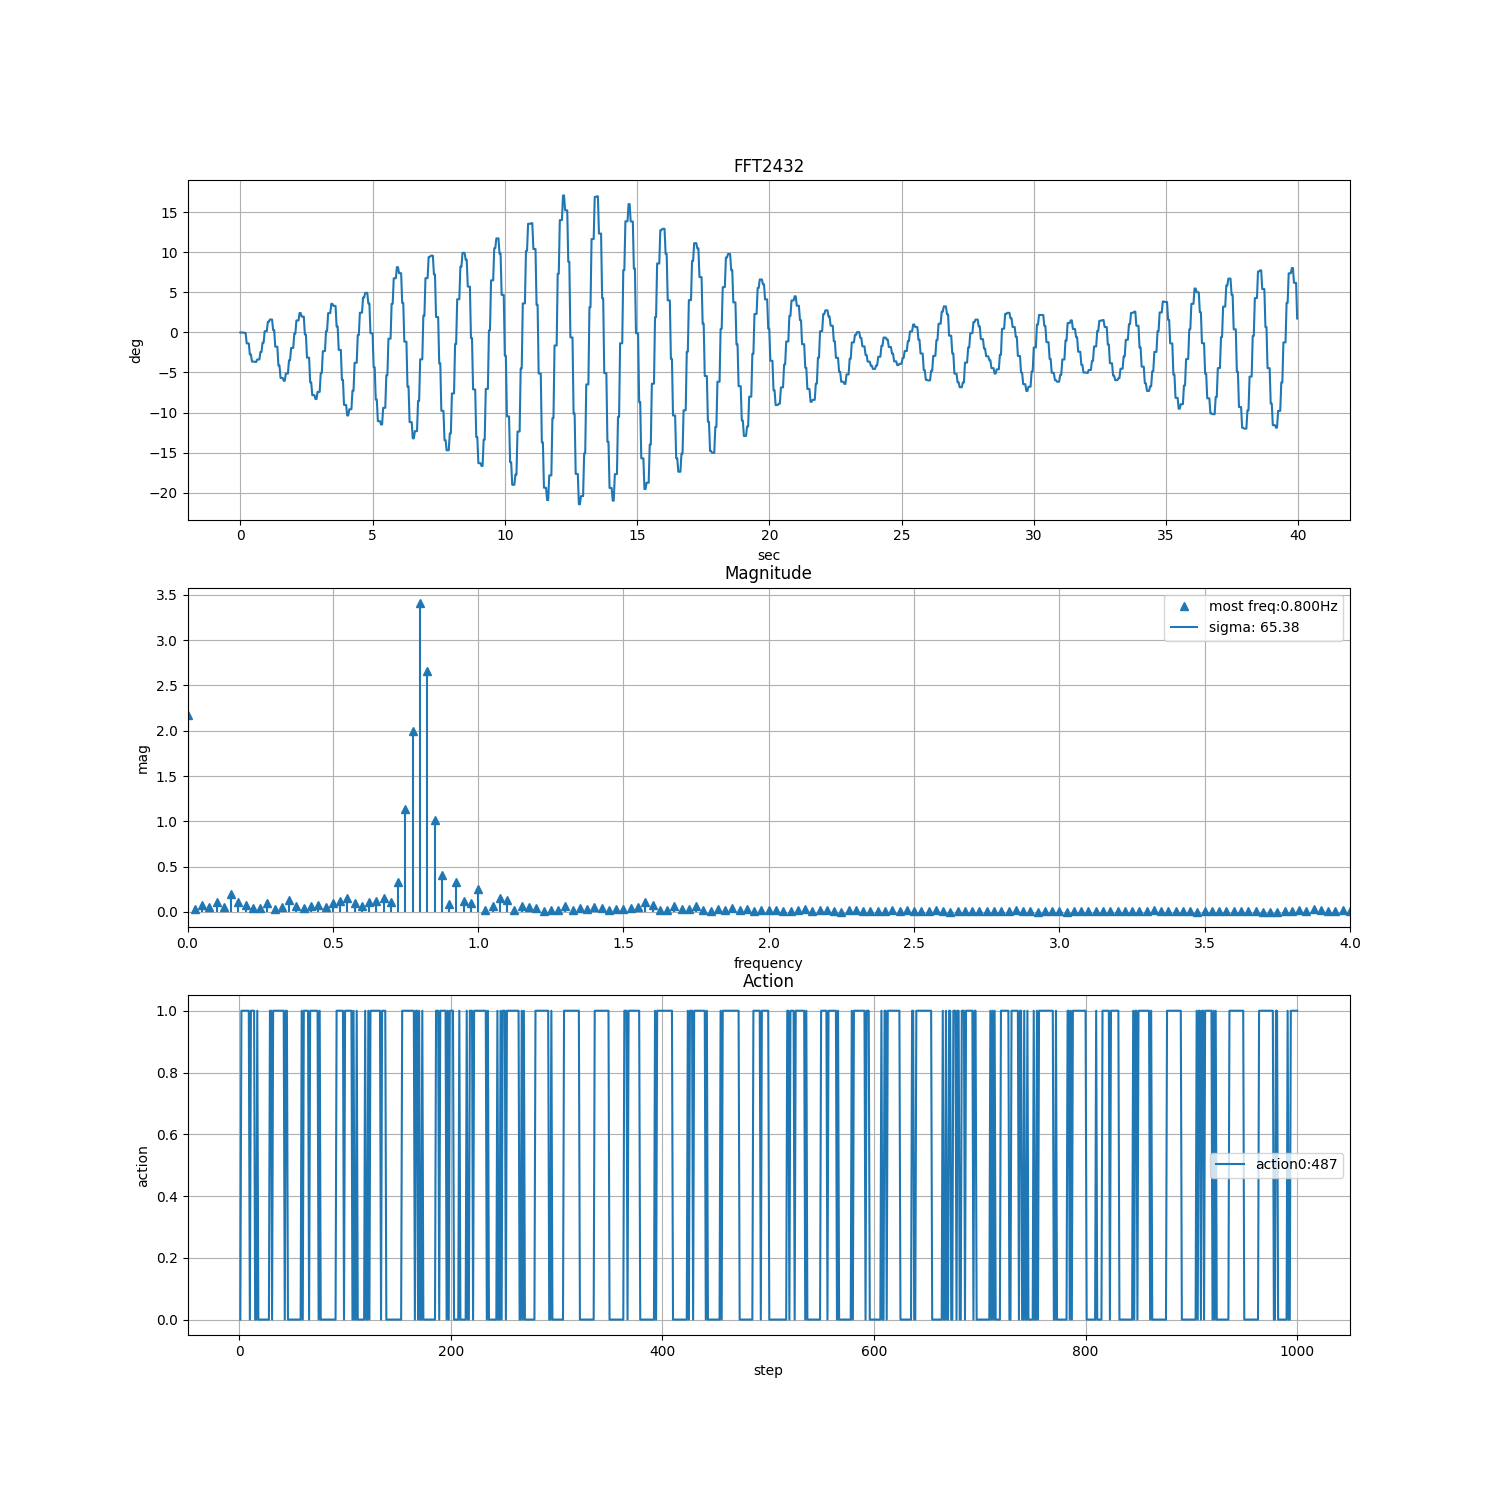 FFT2432
15
10
5
0
−5
−10
−15
−20
deg
0 5 10 15 20 25 30 35 40
sec
Magnitude
3.5
3.0
2.5
2.0
1.5
1.0
0.5
0.0
mag
most freq:0.800Hz
sigma: 65.38
0.0 0.5 1.0 1.5 2.0 2.5 3.0 3.5 4.0
frequency
Action
1.0
0.8
0.6
0.4
0.2
0.0
action
action0:487
0 200 400 600 800 1000
step